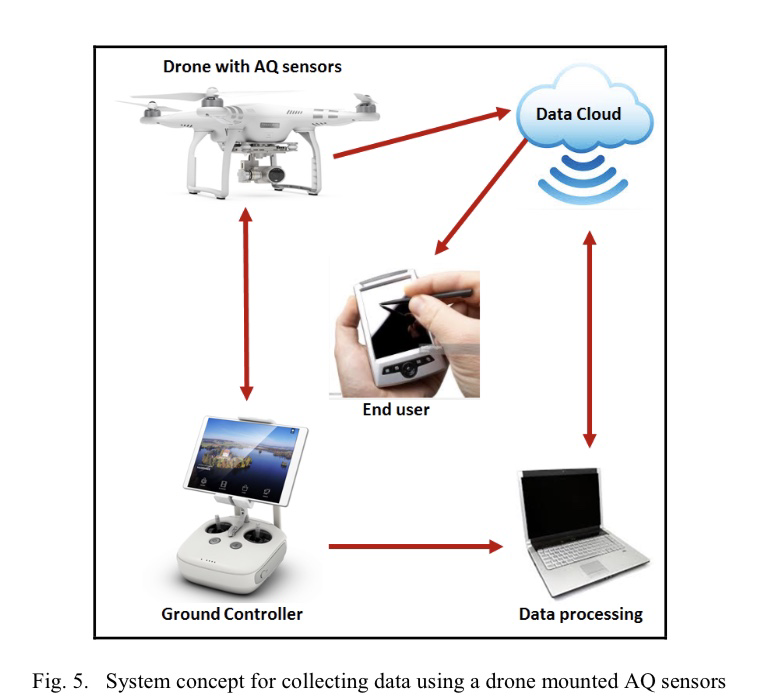 Drone with AQ sensors
Data Cloud
End user
Ground Controller
Data processing
Fig. 5. System concept for collecting data using a drone mounted AQ sensors